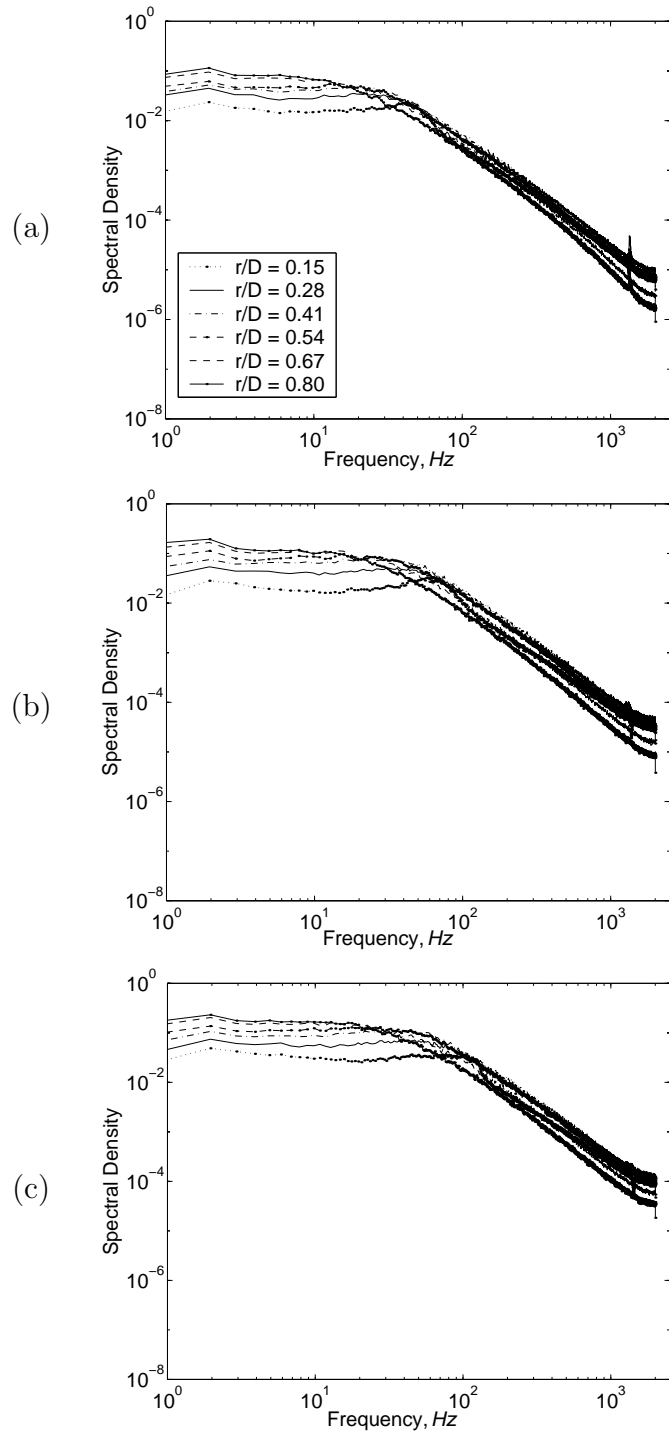 (a)
Spectral Density
10^0
10^-2
10^-4
10^-6
10^-8
r/D = 0.15
r/D = 0.28
r/D = 0.41
r/D = 0.54
r/D = 0.67
r/D = 0.80
10^0 10^1 10^2 10^3
Frequency, Hz
(b)
Spectral Density
10^0
10^-2
10^-4
10^-6
10^-8
10^0 10^1 10^2 10^3
Frequency, Hz
(c)
Spectral Density
10^0
10^-2
10^-4
10^-6
10^-8
10^0 10^1 10^2 10^3
Frequency, Hz